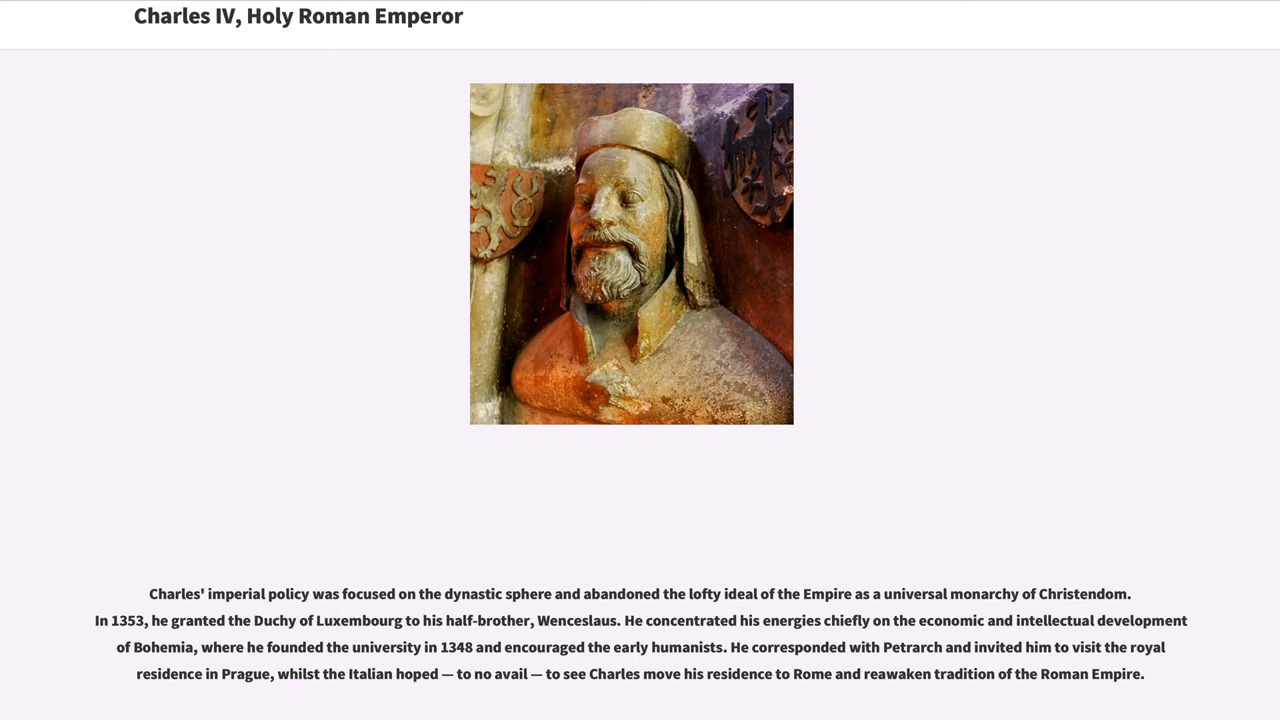 Charles IV, Holy Roman Emperor
Charles' imperial policy was focused on the dynastic sphere and abandoned the lofty ideal of the Empire as a universal monarchy of Christendom.
In 1353, he granted the Duchy of Luxembourg to his half-brother, Wenceslaus. He concentrated his energies chiefly on the economic and intellectual development
of Bohemia, where he founded the university in 1348 and encouraged the early humanists. He corresponded with Petrarch and invited him to visit the royal
residence in Prague, whilst the Italian hoped — to no avail — to see Charles move his residence to Rome and reawaken tradition of the Roman Empire.